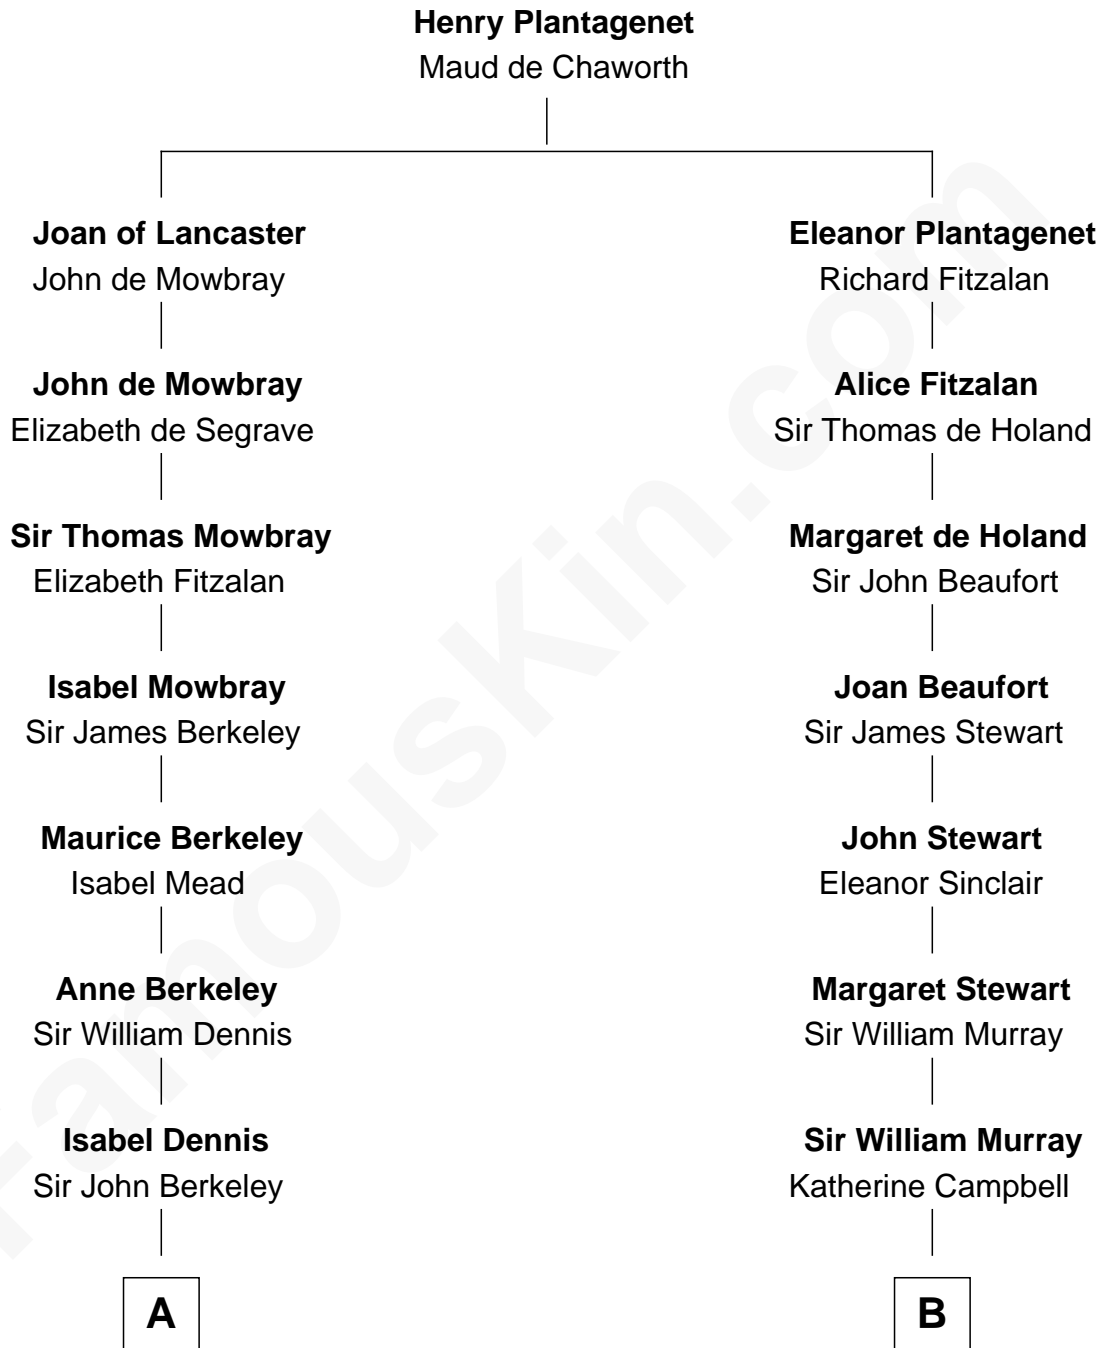 Henry Plantagenet
Maud de Chaworth
Joan of Lancaster
John de Mowbray
Eleanor Plantagenet
Richard Fitzalan
John de Mowbray
Elizabeth de Segrave
Alice Fitzalan
Sir Thomas de Holand
Sir Thomas Mowbray
Elizabeth Fitzalan
Margaret de Holand
Sir John Beaufort
Isabel Mowbray
Sir James Berkeley
Joan Beaufort
Sir James Stewart
Maurice Berkeley
Isabel Mead
John Stewart
Eleanor Sinclair
Anne Berkeley
Sir William Dennis
Margaret Stewart
Sir William Murray
Isabel Dennis
Sir John Berkeley
Sir William Murray
Katherine Campbell
A
B
FamousKin.com